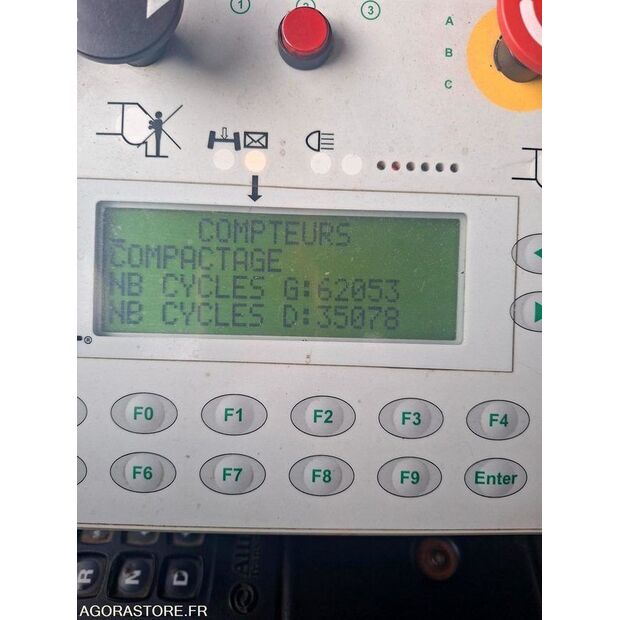 1 2 3
A
B
C
COMPTEURS
COMPACTAGE
NB CYCLES G:62053
NB CYCLES D:35078
®
F0 F1 F2 F3 F4
F6 F7 F8 F9 Enter
R N D
AGORASTORE.FR